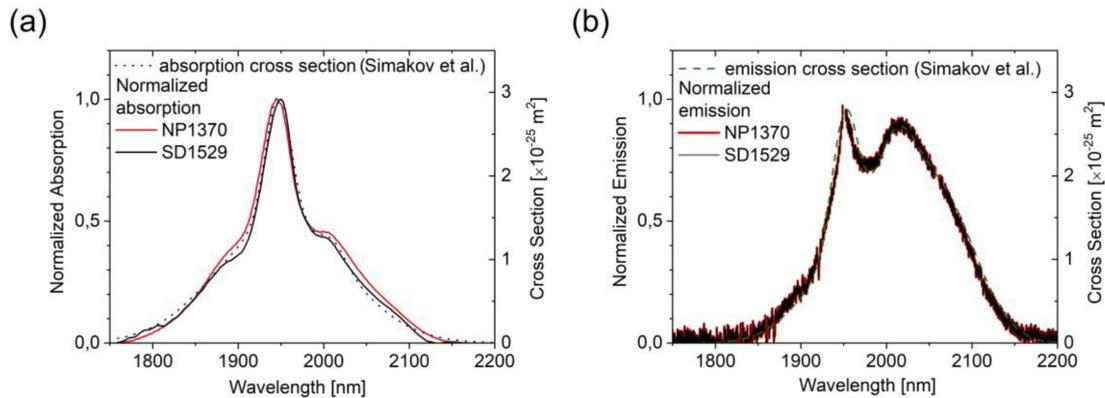 (a)
absorption cross section (Simakov et al.)
Normalized
absorption
NP1370
SD1529
1,0
0,5
0,0
Normalized Absorption
3
2
1
0
Cross Section [×10⁻²⁵ m²]
1800 1900 2000 2100 2200
Wavelength [nm]
(b)
emission cross section (Simakov et al.)
Normalized
emission
NP1370
SD1529
1,0
0,5
0,0
Normalized Emission
3
2
1
0
Cross Section [×10⁻²⁵ m²]
1800 1900 2000 2100 2200
Wavelength [nm]